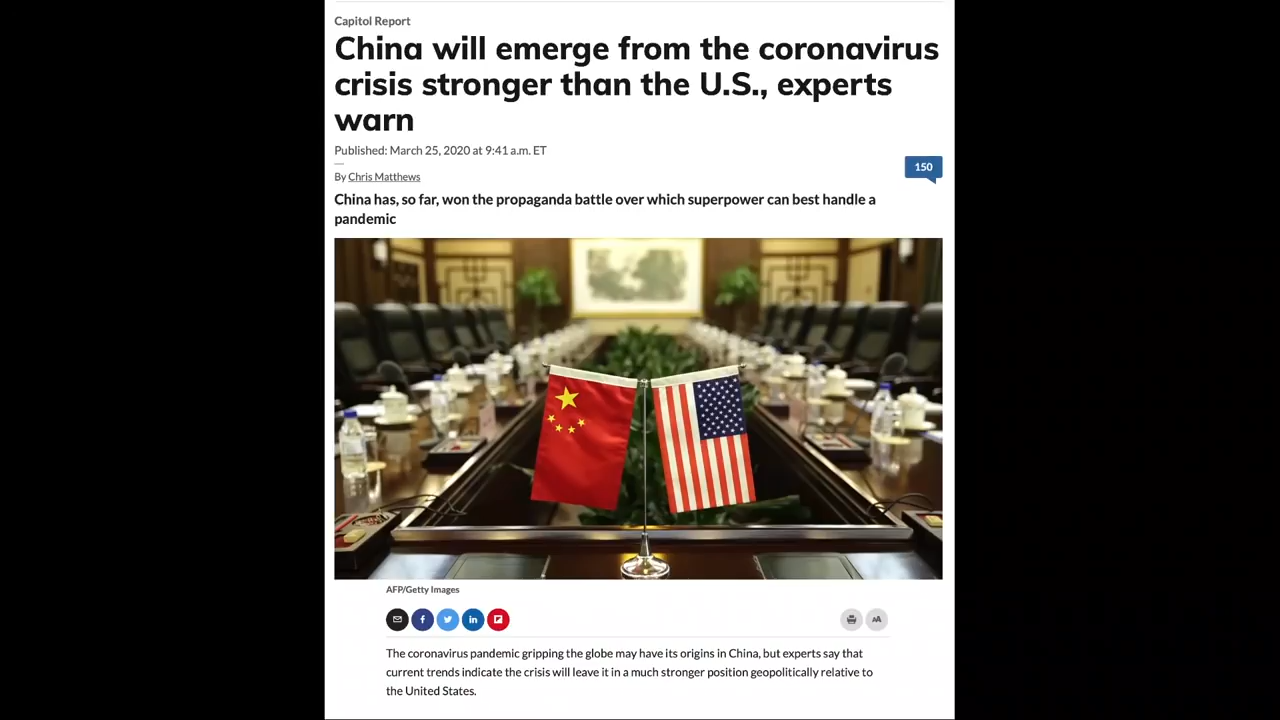 Capitol Report
China will emerge from the coronavirus
crisis stronger than the U.S., experts
warn
Published: March 25, 2020 at 9:41 a.m. ET
150
By Chris Matthews
China has, so far, won the propaganda battle over which superpower can best handle a
pandemic
AFP/Getty Images
The coronavirus pandemic gripping the globe may have its origins in China, but experts say that
current trends indicate the crisis will leave it in a much stronger position geopolitically relative to
the United States.